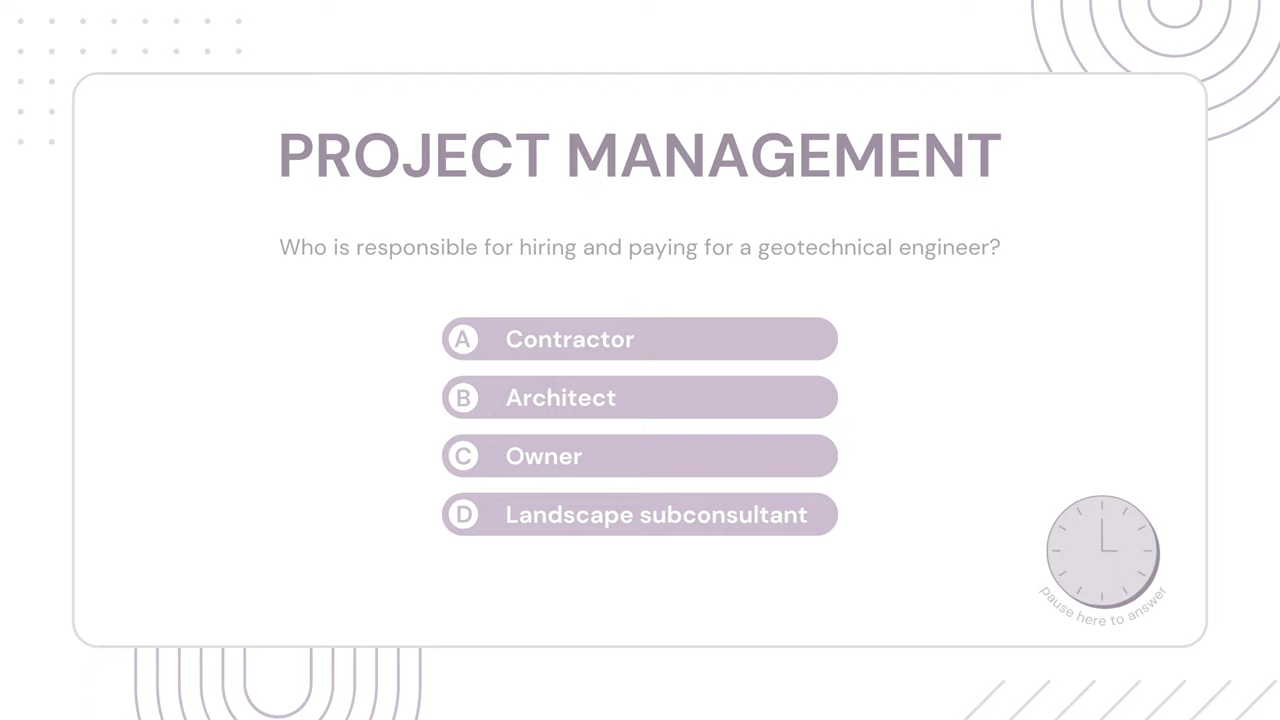 PROJECT MANAGEMENT
Who is responsible for hiring and paying for a geotechnical engineer?
A Contractor
B Architect
C Owner
D Landscape subconsultant
pause here to answer